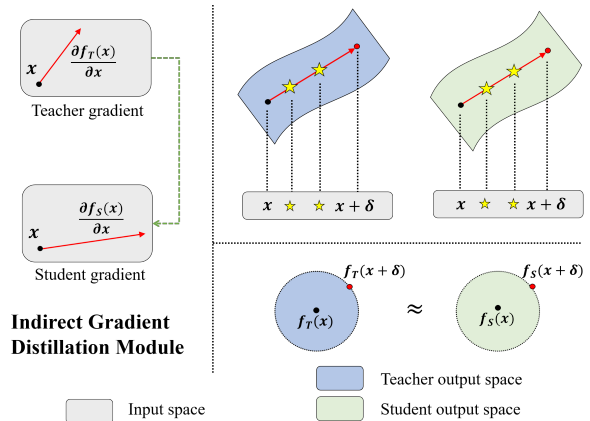 x
∂f_T(x)
∂x
Teacher gradient
∂f_S(x)
∂x
x
Student gradient
Indirect Gradient
Distillation Module
Input space
x x + δ
x x + δ
f_T(x + δ)
f_T(x)
≈
f_S(x + δ)
f_S(x)
Teacher output space
Student output space